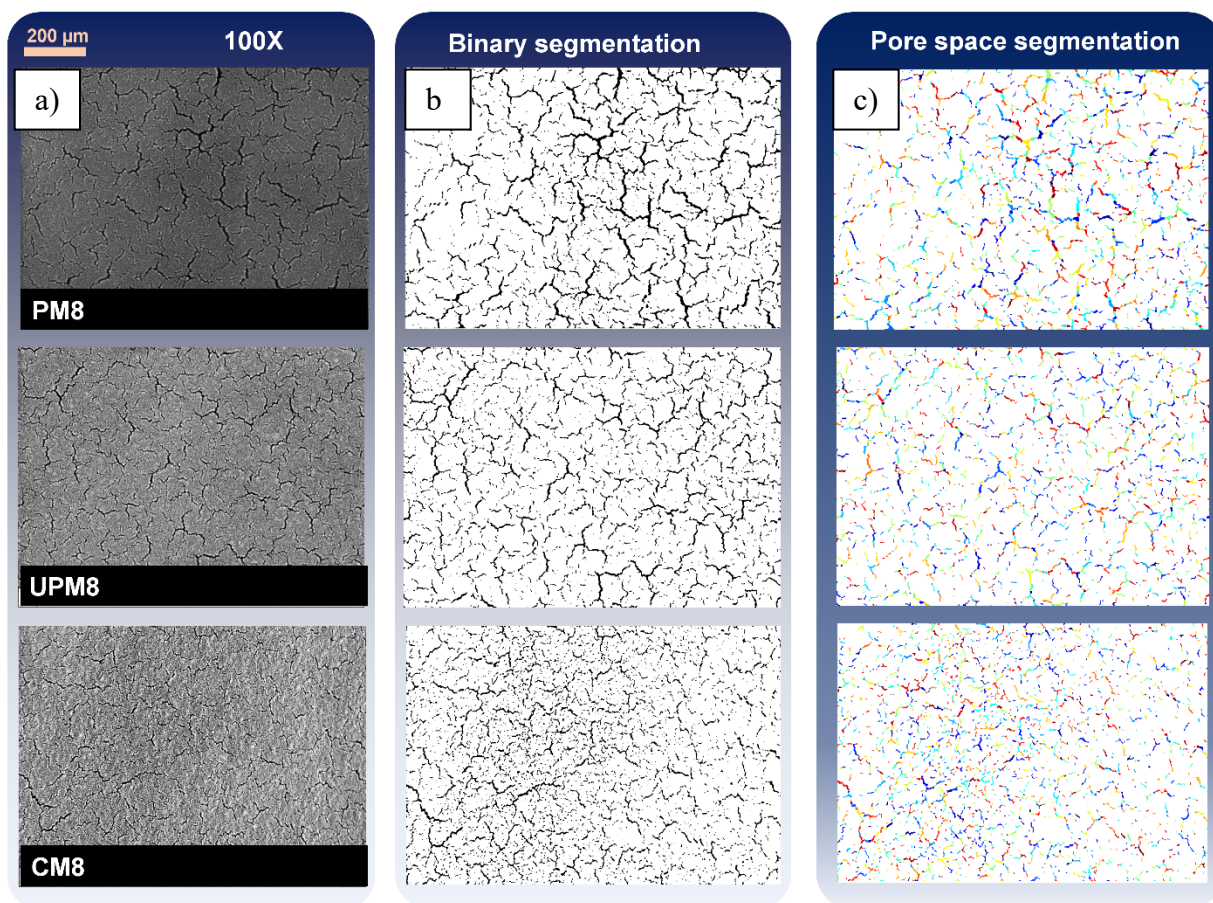 200 µm
100X
Binary segmentation
Pore space segmentation
a)
b
c)
PM8
UPM8
CM8